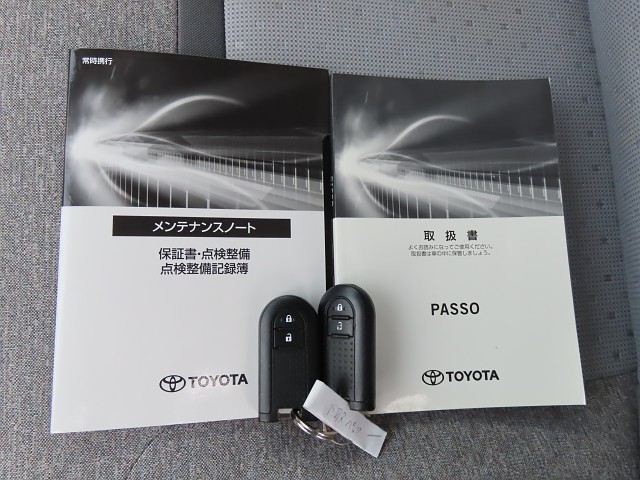 常時携行
メンテナンスノート
保証書・点検整備
点検整備記録簿
TOYOTA
取扱書
よくお読みになってご使用ください。
取扱書は車の中に保管しましょう。
PASSO
TOYOTA